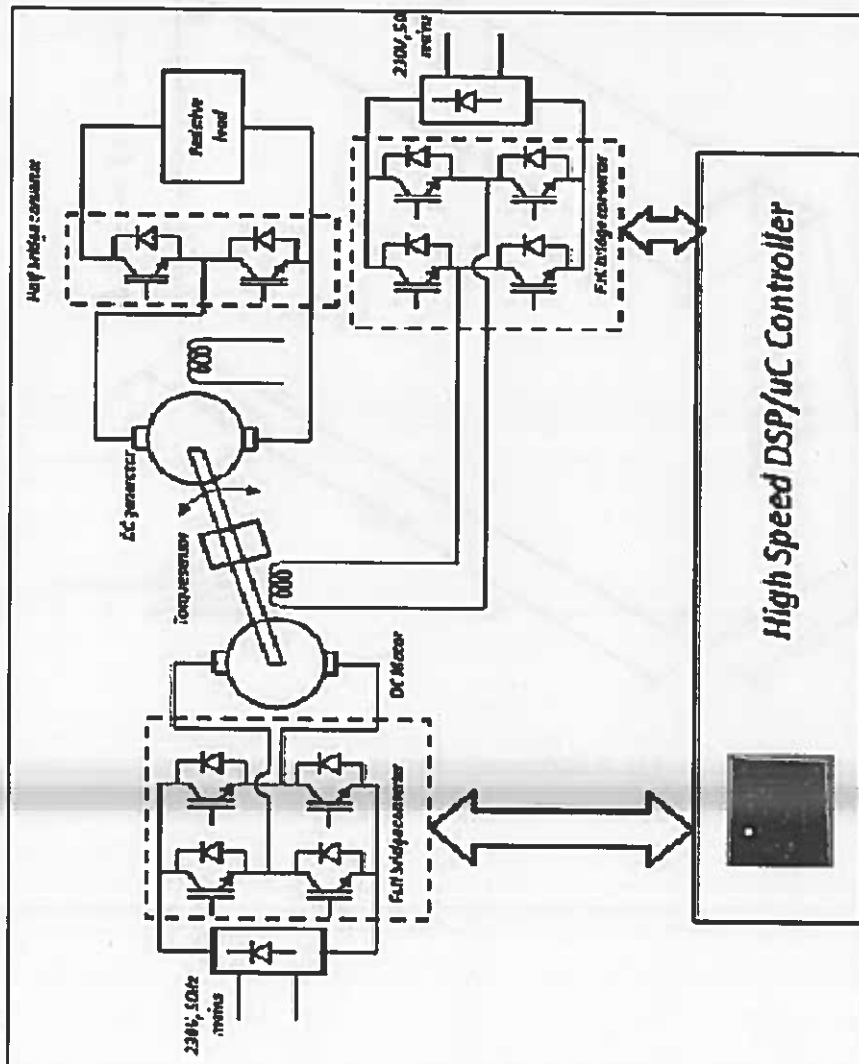 230V, 50Hz
mains
Full bridge converter
DC Motor
Torque sensor
DC generator
Half bridge converter
Resistive
load
230V, 50
mains
Full bridge converter
High Speed DSP/uC Controller